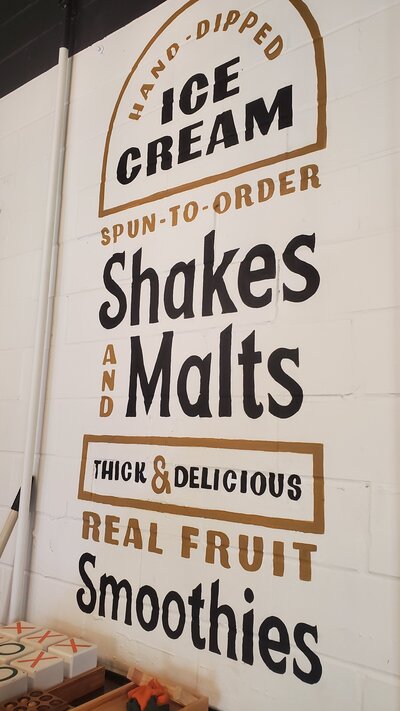 HAND-DIPPED
ICE
CREAM
SPUN-TO-ORDER
Shakes
AND Malts
THICK & DELICIOUS
REAL FRUIT
Smoothies
X X
O X